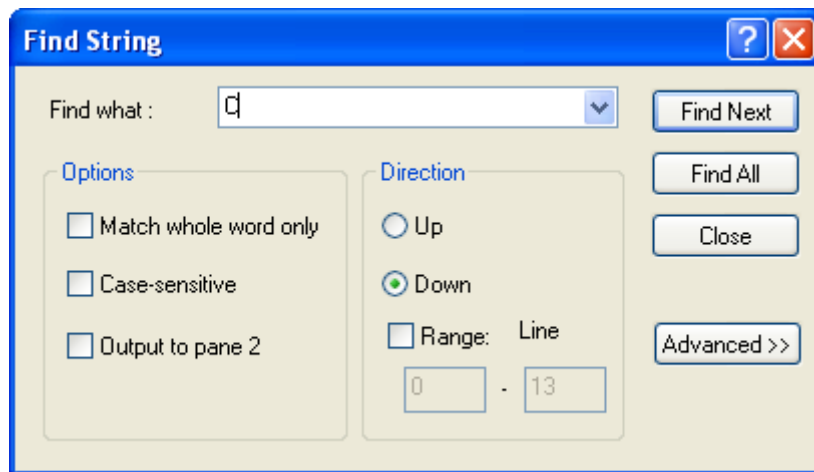 Find String
Find what :
C
Find Next
Options
Direction
Find All
Match whole word only
Up
Close
Case-sensitive
Down
Output to pane 2
Range: Line
Advanced >>
0 - 13